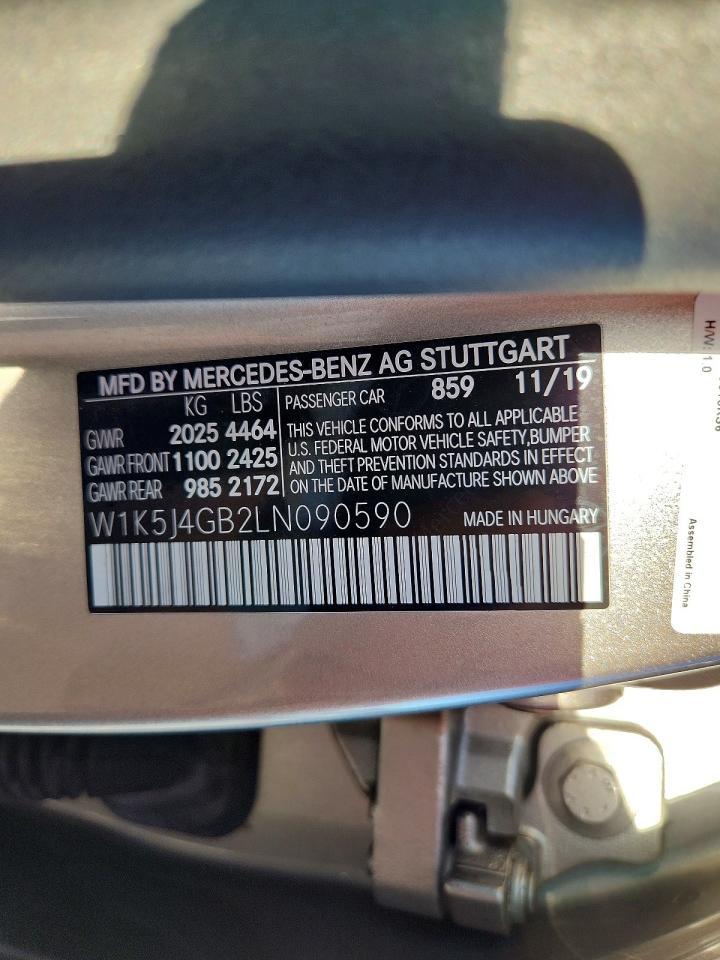 MFD BY MERCEDES-BENZ AG STUTTGART
KG LBS
PASSENGER CAR 859 11/19
GVWR 2025 4464
GAWR FRONT 1100 2425
GAWR REAR 985 2172
THIS VEHICLE CONFORMS TO ALL APPLICABLE
U.S. FEDERAL MOTOR VEHICLE SAFETY,BUMPER
AND THEFT PREVENTION STANDARDS IN EFFECT
ON THE DATE OF MANUFACTURE SHOWN ABOVE
W1K5J4GB2LN090590 MADE IN HUNGARY
Assembled in China